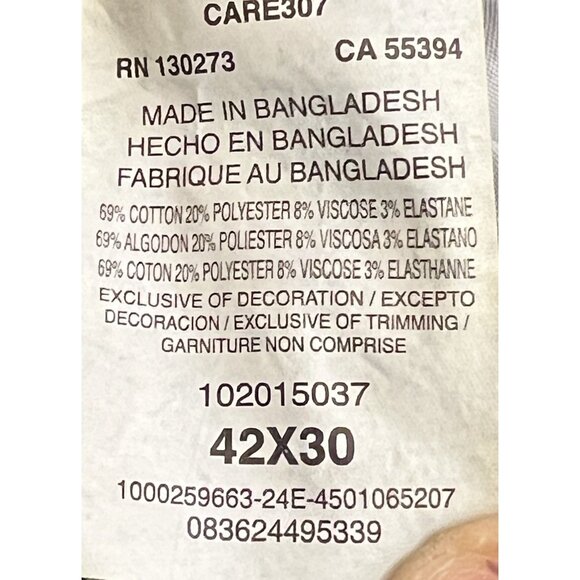 CARE307
RN 130273 CA 55394
MADE IN BANGLADESH
HECHO EN BANGLADESH
FABRIQUE AU BANGLADESH
69% COTTON 20% POLYESTER 8% VISCOSE 3% ELASTANE
69% ALGODON 20% POLIESTER 8% VISCOSA 3% ELASTANO
69% COTON 20% POLYESTER 8% VISCOSE 3% ELASTHANNE
EXCLUSIVE OF DECORATION / EXCEPTO
DECORACION / EXCLUSIVE OF TRIMMING /
GARNITURE NON COMPRISE
102015037
42X30
1000259663-24E-4501065207
083624495339